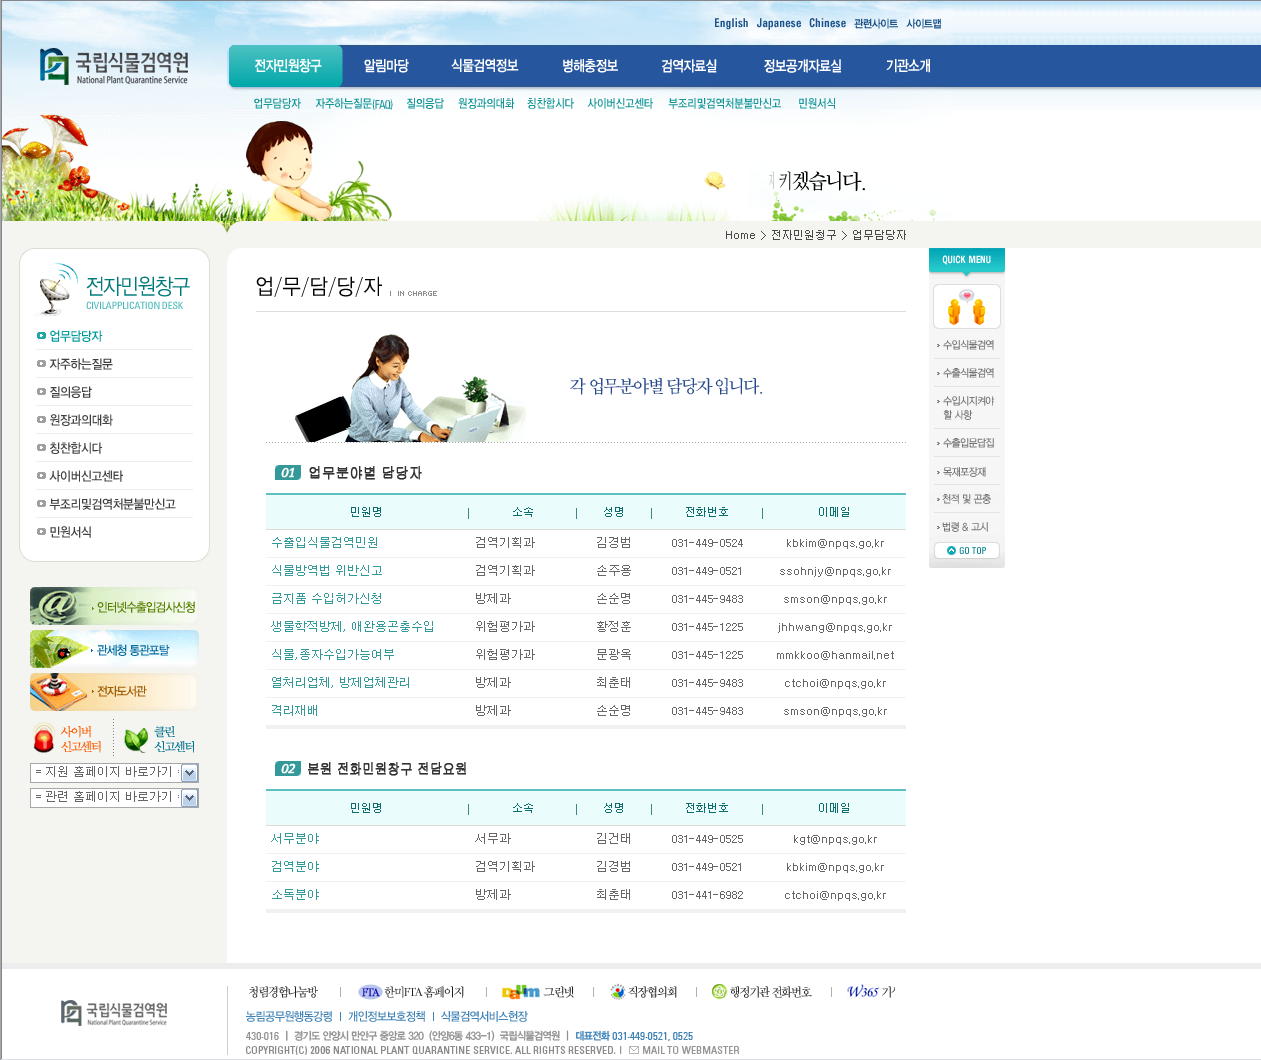 English Japanese Chinese 관련사이트 사이트맵
국립식물검역원
National Plant Quarantine Service
전자민원창구 알림마당 식물검역정보 병해충정보 검역자료실 정보공개자료실 기관소개
업무담당자 자주하는질문(FAQ) 질의응답 원장과의대화 칭찬합시다 사이버신고센타 부조리및검역처분불만신고 민원서식
키겠습니다.
Home > 전자민원창구 > 업무담당자
전자민원창구
CIVILAPPLICATION DESK
업무담당자
자주하는질문
질의응답
원장과의대화
칭찬합시다
사이버신고센타
부조리및검역처분불만신고
민원서식
@ 인터넷수출입검사신청
관세청 통관포탈
전자도서관
사이버 신고센터
클린 신고센터
= 지원 홈페이지 바로가기 =
= 관련 홈페이지 바로가기 =
업/무/담/당/자 | IN CHARGE
각 업무분야별 담당자 입니다.
01 업무분야별 담당자
민원명 | 소속 | 성명 | 전화번호 | 이메일
수출입식물검역민원 검역기획과 김경범 031-449-0524 kbkim@npqs.go.kr
식물방역법 위반신고 검역기획과 손주용 031-449-0521 ssohnjy@npqs.go.kr
금지품 수입허가신청 방제과 손순명 031-445-9483 smson@npqs.go.kr
생물학적방제, 애완용곤충수입 위험평가과 황정훈 031-445-1225 jhhwang@npqs.go.kr
식물,종자수입가능여부 위험평가과 문광옥 031-445-1225 mmkkoo@hanmail.net
열처리업체, 방제업체관리 방제과 최춘태 031-445-9483 ctchoi@npqs.go.kr
격리재배 방제과 손순명 031-445-9483 smson@npqs.go.kr
02 본원 전화민원창구 전담요원
민원명 | 소속 | 성명 | 전화번호 | 이메일
서무분야 서무과 김건태 031-449-0525 kgt@npqs.go.kr
검역분야 검역기획과 김경범 031-449-0521 kbkim@npqs.go.kr
소독분야 방제과 최춘태 031-441-6982 ctchoi@npqs.go.kr
QUICK MENU
수입식물검역
수출식물검역
수입시지켜야
할 사항
수출입문답집
목재포장재
천적 및 곤충
법령 & 고시
GO TOP
국립식물검역원
National Plant Quarantine Service
청렴경험나눔방 | FTA 한미FTA 홈페이지 | 그린넷 | 직장협의회 | 행정기관 전화번호 | W365
농림공무원행동강령 | 개인정보보호정책 | 식물검역서비스헌장
430-016 | 경기도 안양시 만안구 중앙로 320 (안양6동 433-1) 국립식물검역원 | 대표전화 031-449-0521, 0525
COPYRIGHT(C) 2006 NATIONAL PLANT QUARANTINE SERVICE. ALL RIGHTS RESERVED. | MAIL TO WEBMASTER